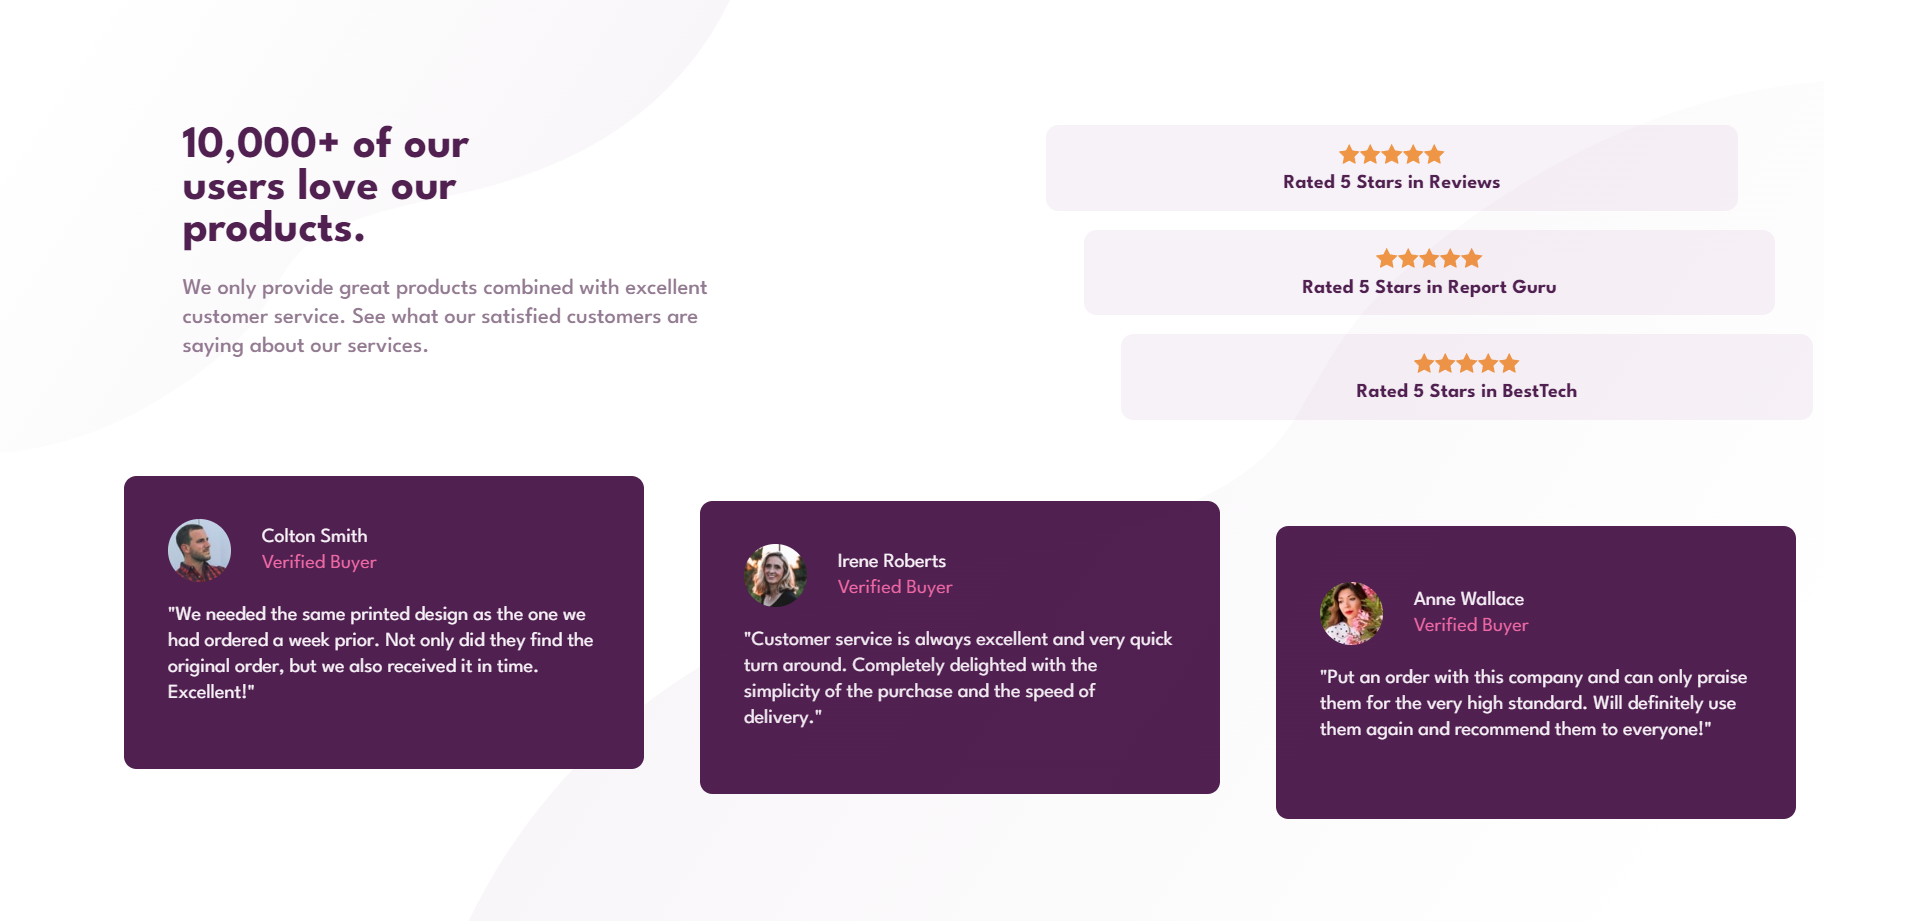 10,000+ of our
users love our
products.
We only provide great products combined with excellent
customer service. See what our satisfied customers are
saying about our services.
Rated 5 Stars in Reviews
Rated 5 Stars in Report Guru
Rated 5 Stars in BestTech
Colton Smith
Verified Buyer
"We needed the same printed design as the one we
had ordered a week prior. Not only did they find the
original order, but we also received it in time.
Excellent!"
Irene Roberts
Verified Buyer
"Customer service is always excellent and very quick
turn around. Completely delighted with the
simplicity of the purchase and the speed of
delivery."
Anne Wallace
Verified Buyer
"Put an order with this company and can only praise
them for the very high standard. Will definitely use
them again and recommend them to everyone!"